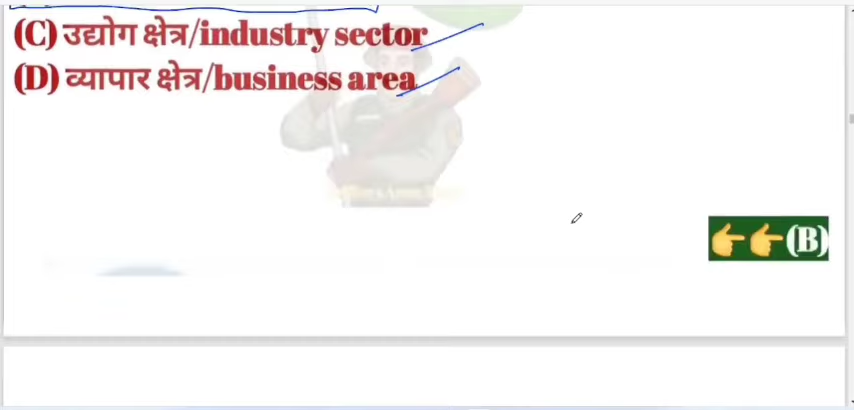 (C) उद्योग क्षेत्र/industry sector
(D) व्यापार क्षेत्र/business area
(B)